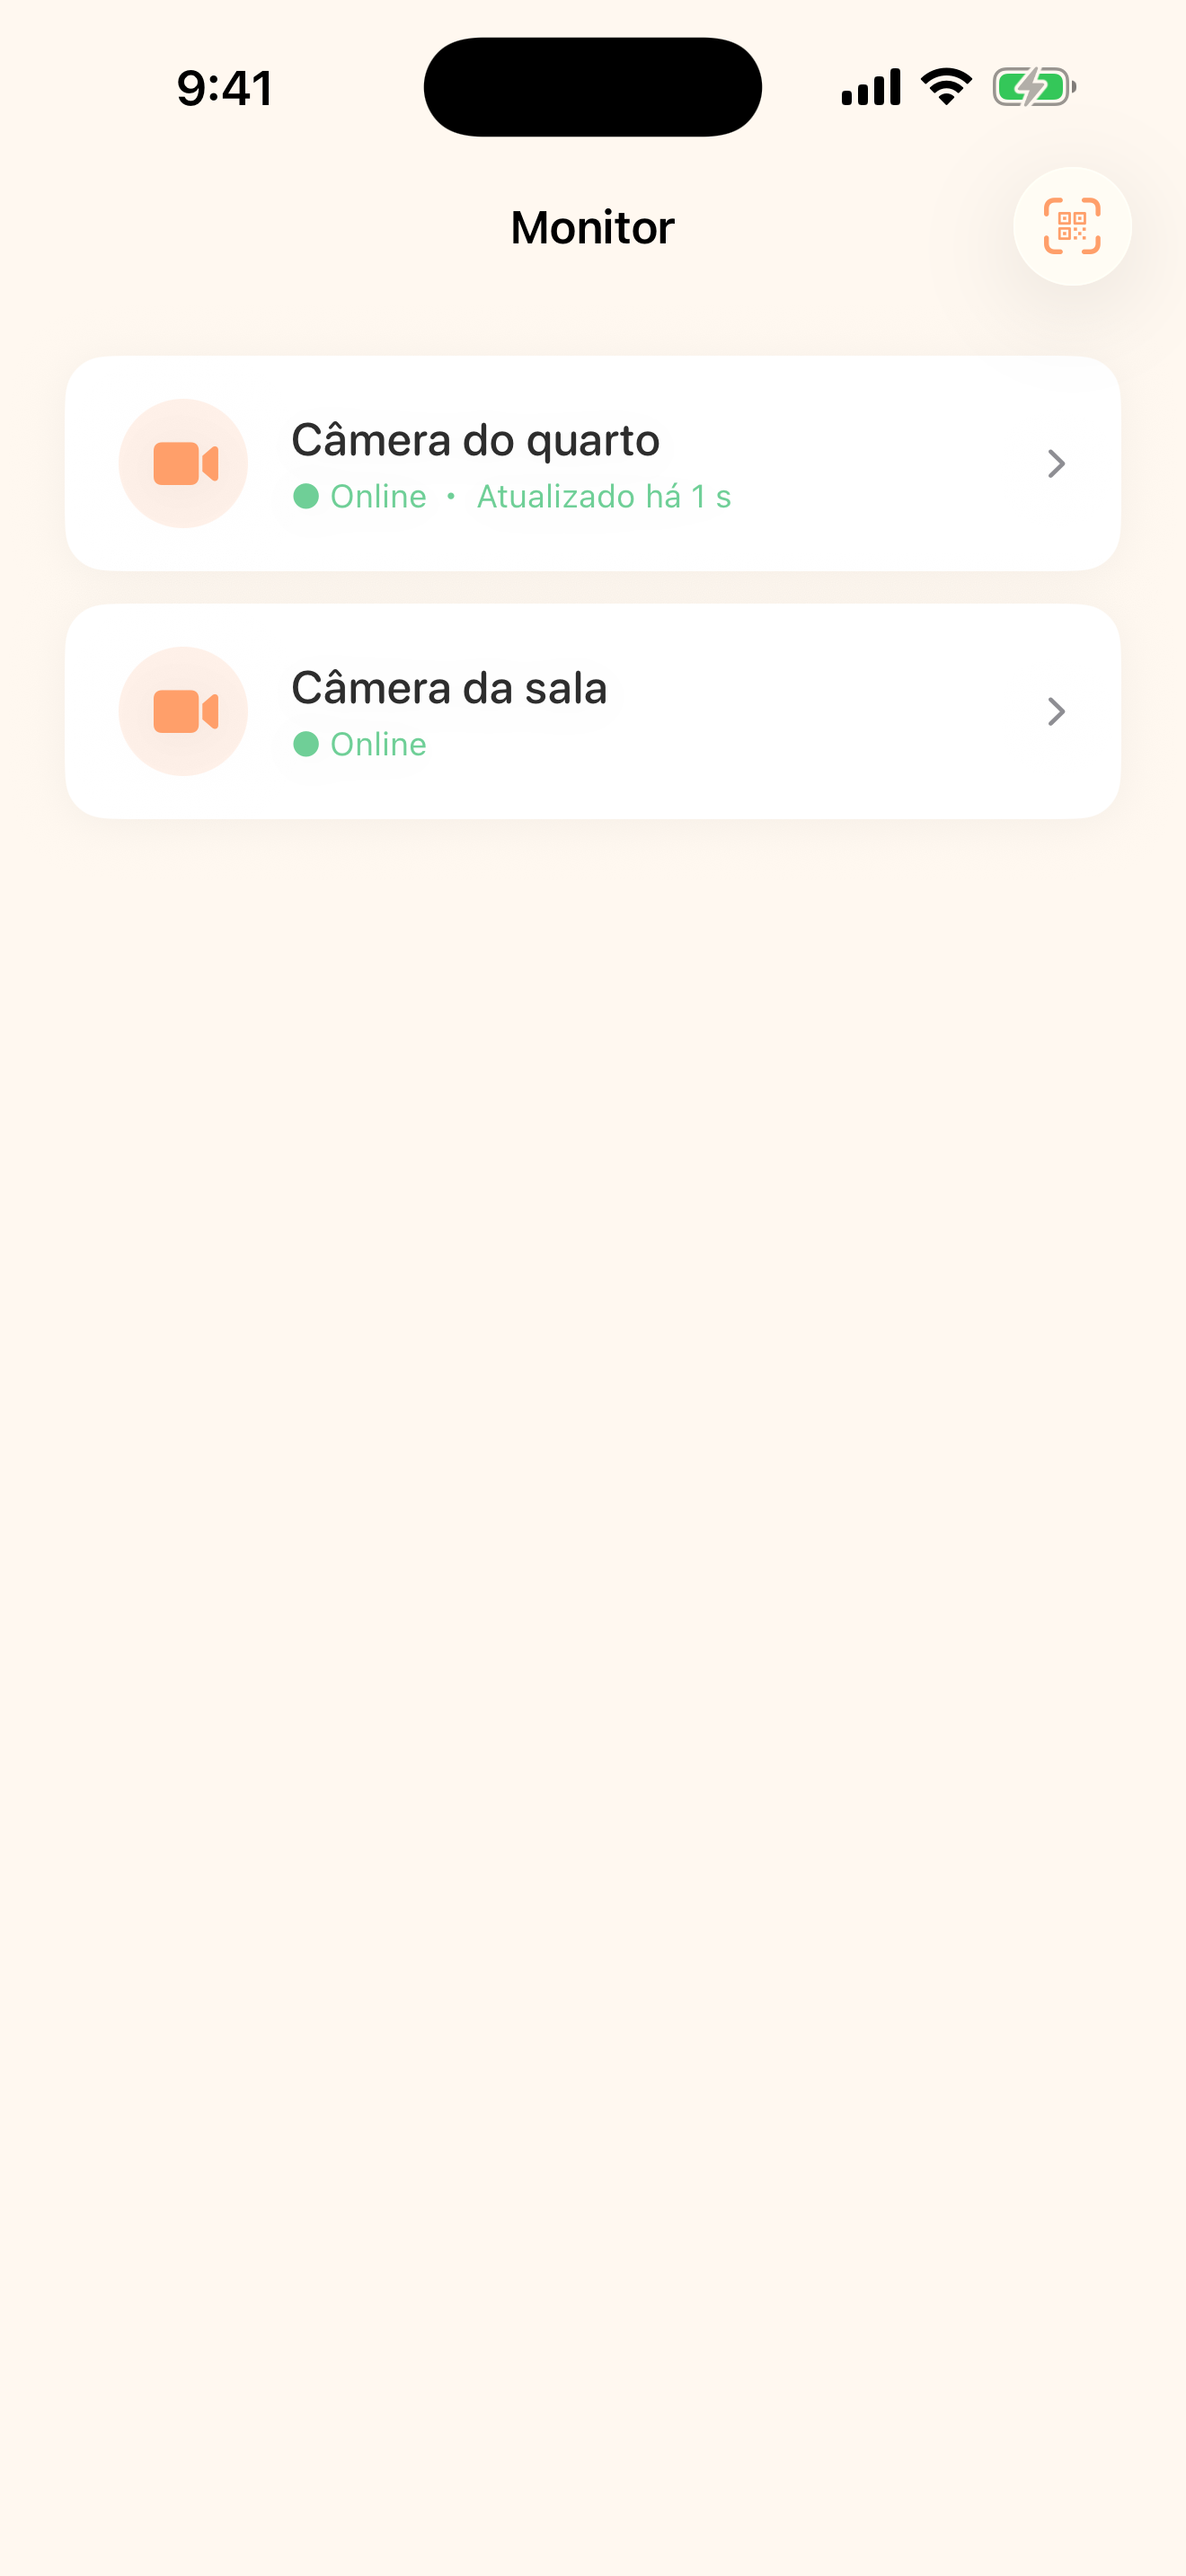 9:41
Monitor
Câmera do quarto
Online • Atualizado há 1 s
Câmera da sala
Online